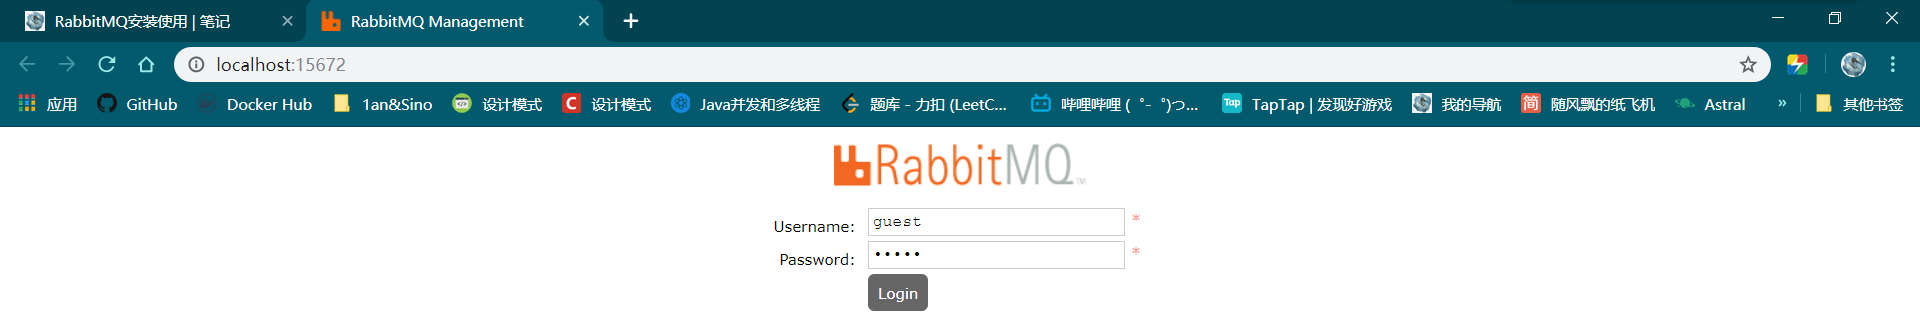 RabbitMQ安装使用 | 笔记
RabbitMQ Management
localhost:15672
应用 GitHub Docker Hub 1an&Sino 设计模式 设计模式 Java并发和多线程 题库 - 力扣 (LeetC... 哔哩哔哩 ( ゜- ゜)つ... TapTap | 发现好游戏 我的导航 随风飘的纸飞机 Astral » 其他书签
RabbitMQ™
Username: guest *
Password: ••••• *
Login